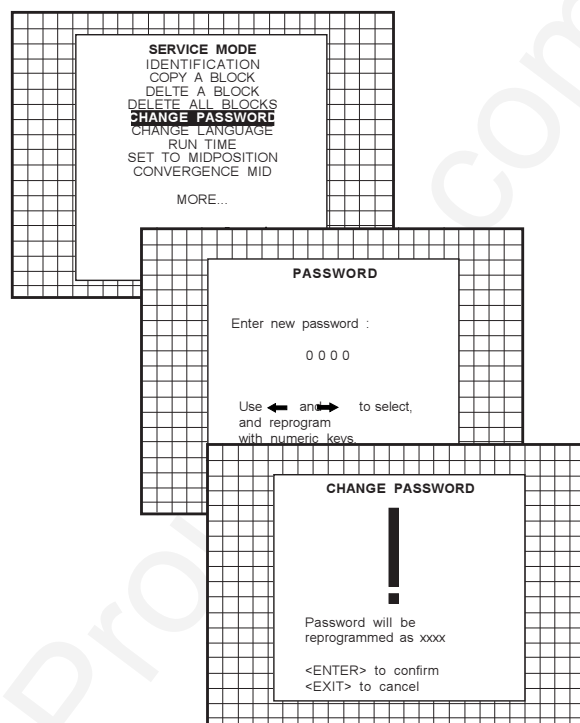 SERVICE MODE
IDENTIFICATION
COPY A BLOCK
DELTE A BLOCK
DELETE ALL BLOCKS
CHANGE PASSWORD
CHANGE LANGUAGE
RUN TIME
SET TO MIDPOSITION
CONVERGENCE MID
MORE...
PASSWORD
Enter new password :
0 0 0 0
Use and to select,
and reprogram
with numeric keys.
CHANGE PASSWORD
!
Password will be
reprogrammed as xxxx
<ENTER> to confirm
<EXIT> to cancel